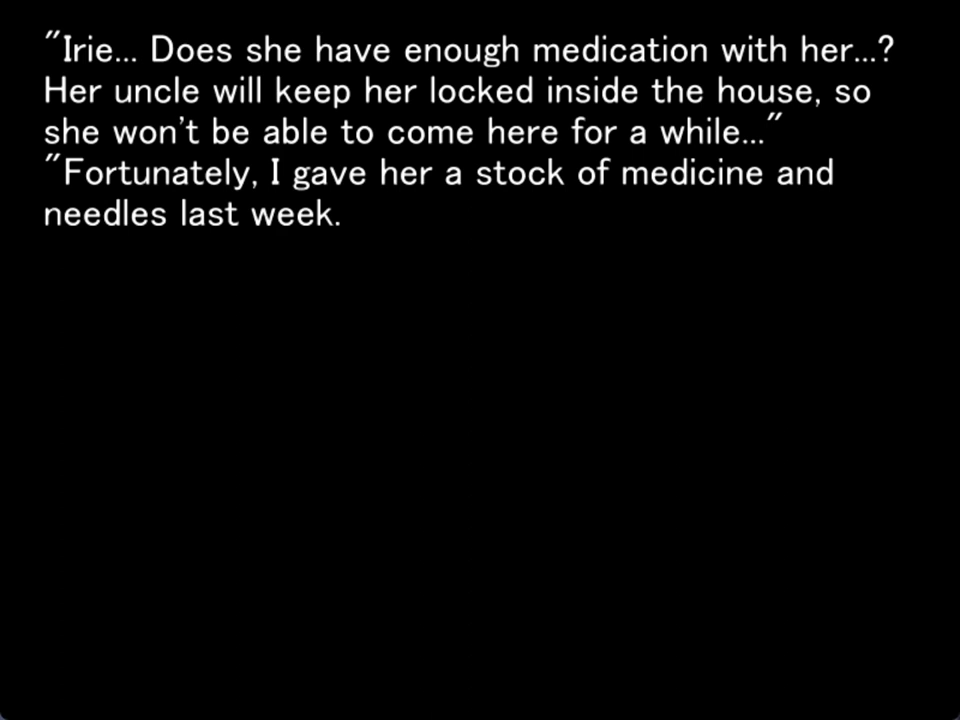 "Irie... Does she have enough medication with her...?
Her uncle will keep her locked inside the house, so
she won't be able to come here for a while..."
"Fortunately, I gave her a stock of medicine and
needles last week.